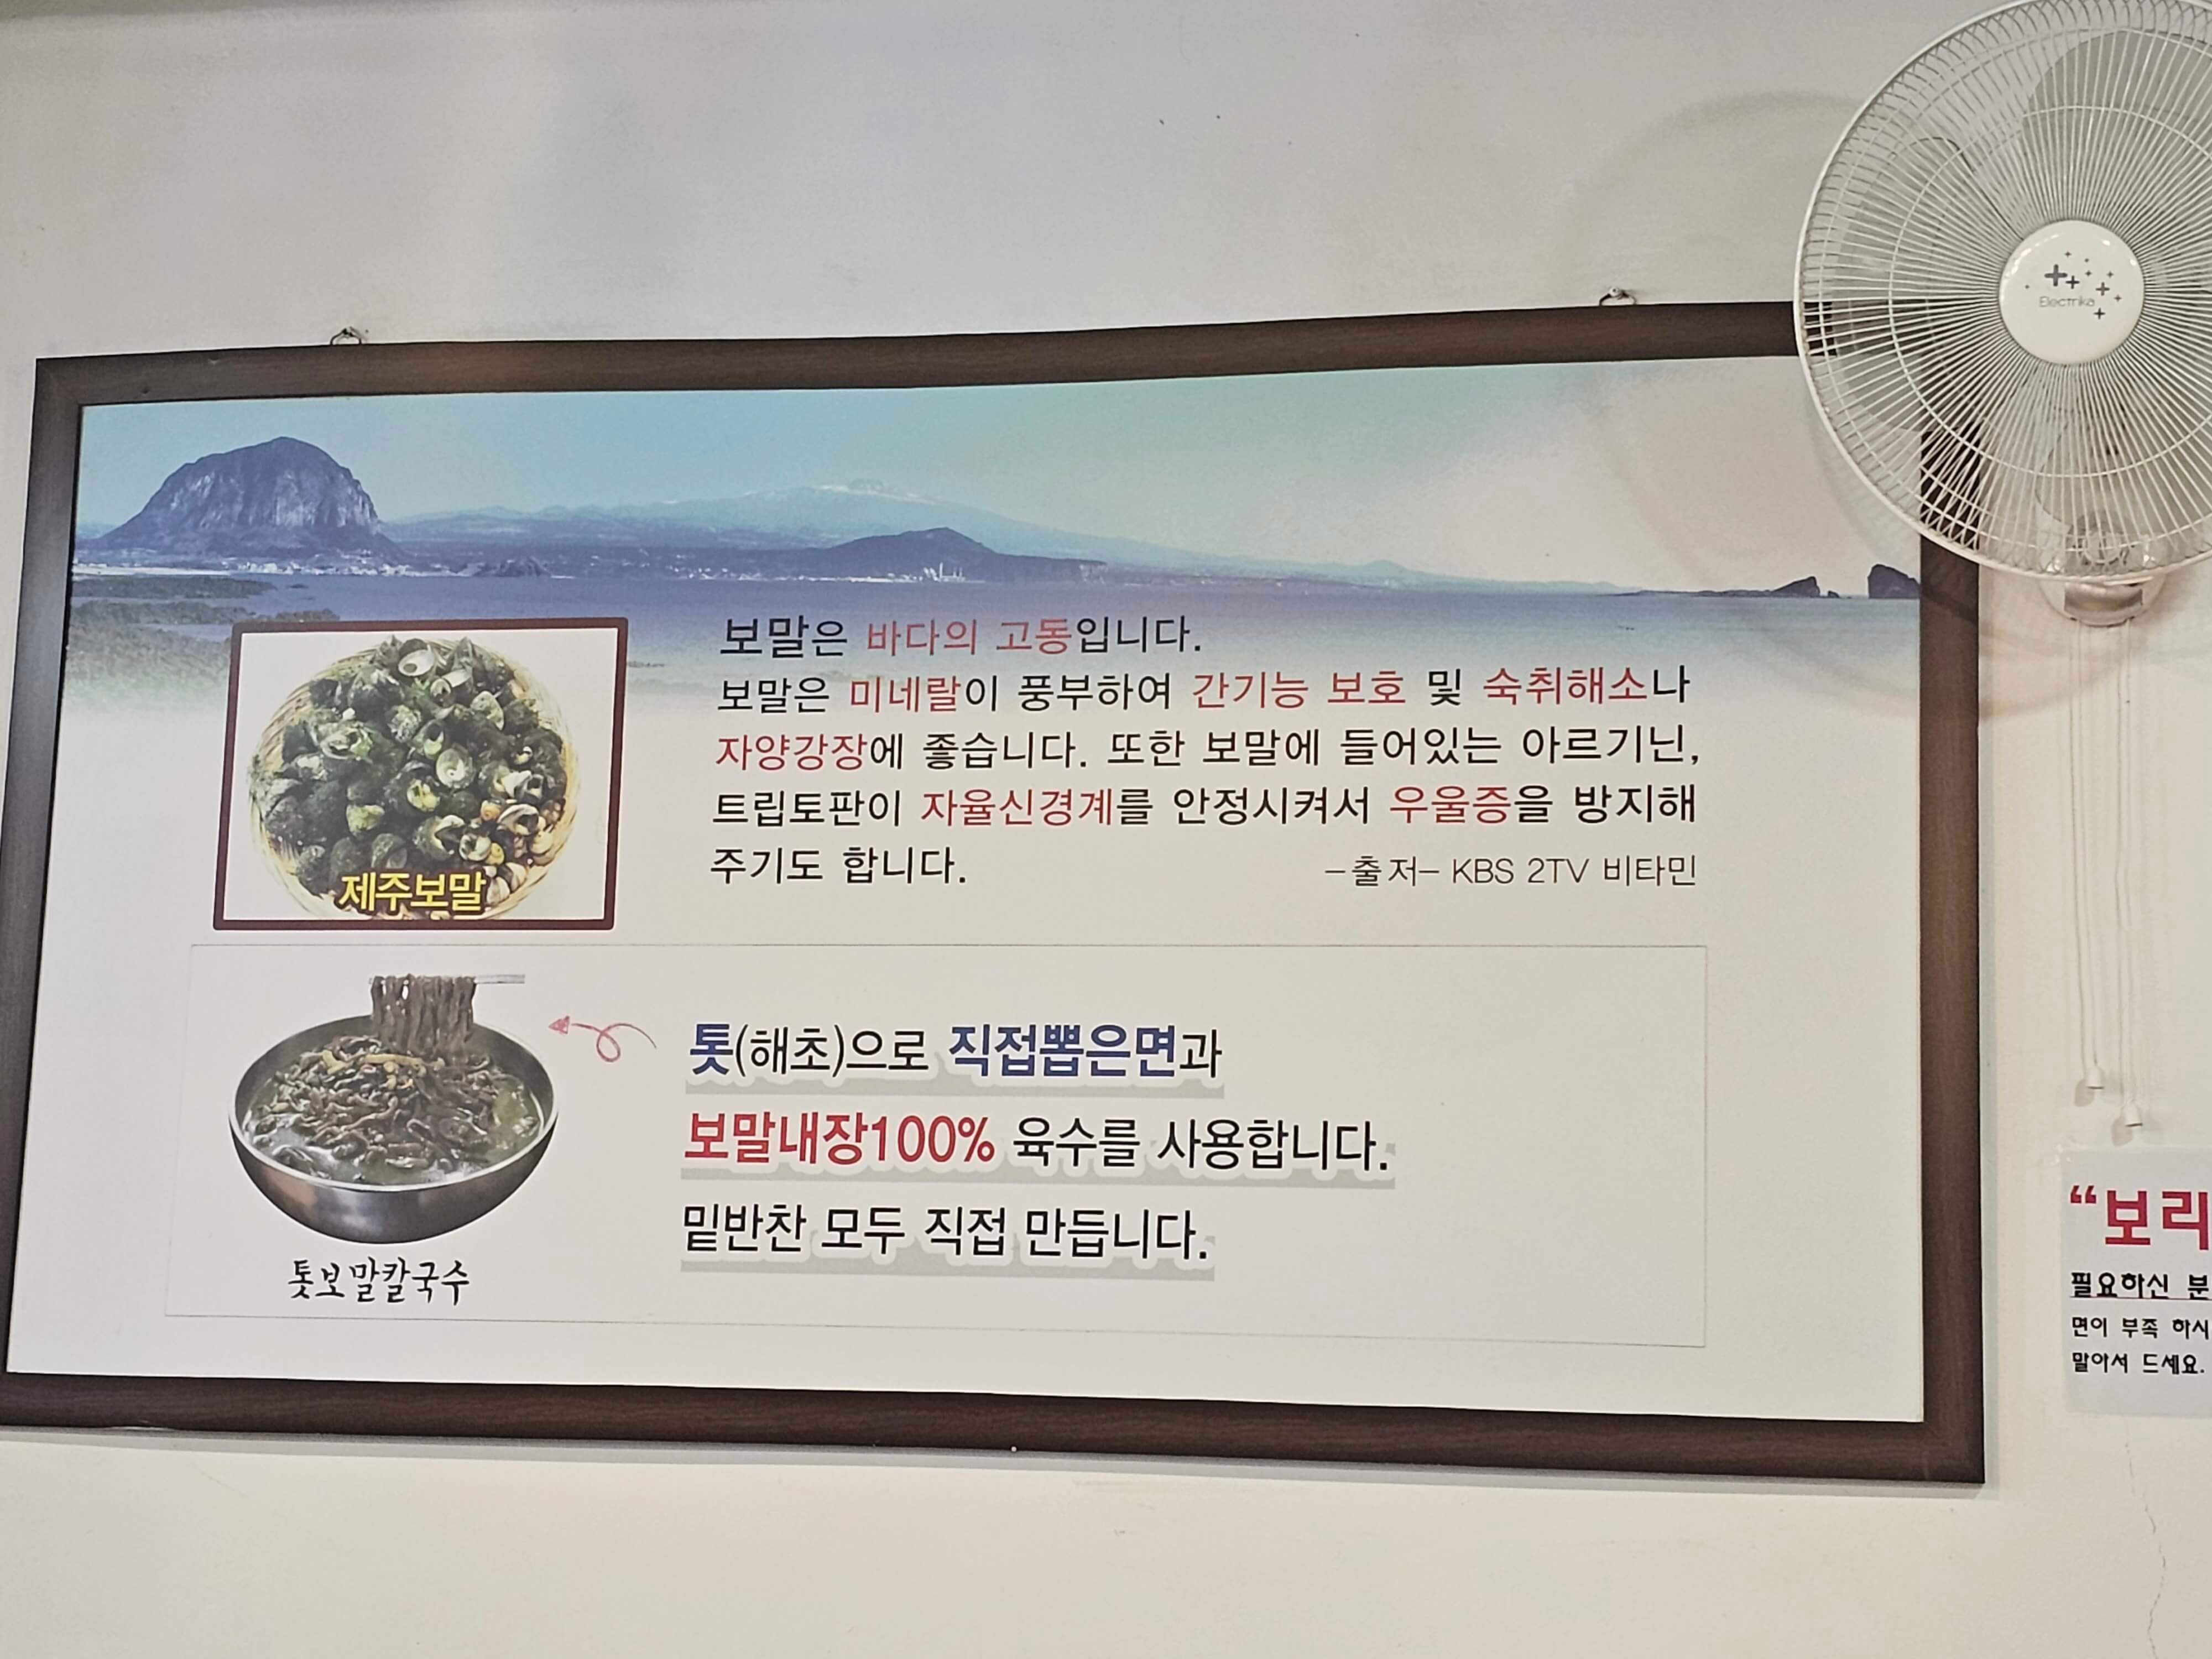 Electrika
보말은 바다의 고동입니다.
보말은 미네랄이 풍부하여 간기능 보호 및 숙취해소나
자양강장에 좋습니다. 또한 보말에 들어있는 아르기닌,
트립토판이 자율신경계를 안정시켜서 우울증을 방지해
주기도 합니다.
-출저- KBS 2TV 비타민
제주보말
톳(해초)으로 직접뽑은면과
보말내장100% 육수를 사용합니다.
밑반찬 모두 직접 만듭니다.
톳보말칼국수
“보리
필요하신 분
면이 부족 하시
말아서 드세요.